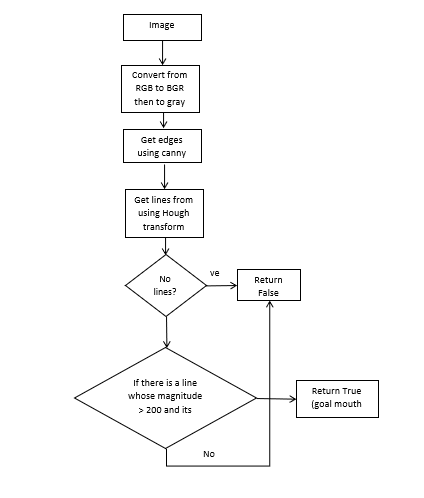 Image
Convert from
RGB to BGR
then to gray
Get edges
using canny
Get lines from
using Hough
transform
No
lines?
ve
Return
False
If there is a line
whose magnitude
> 200 and its
Return True
(goal mouth
No